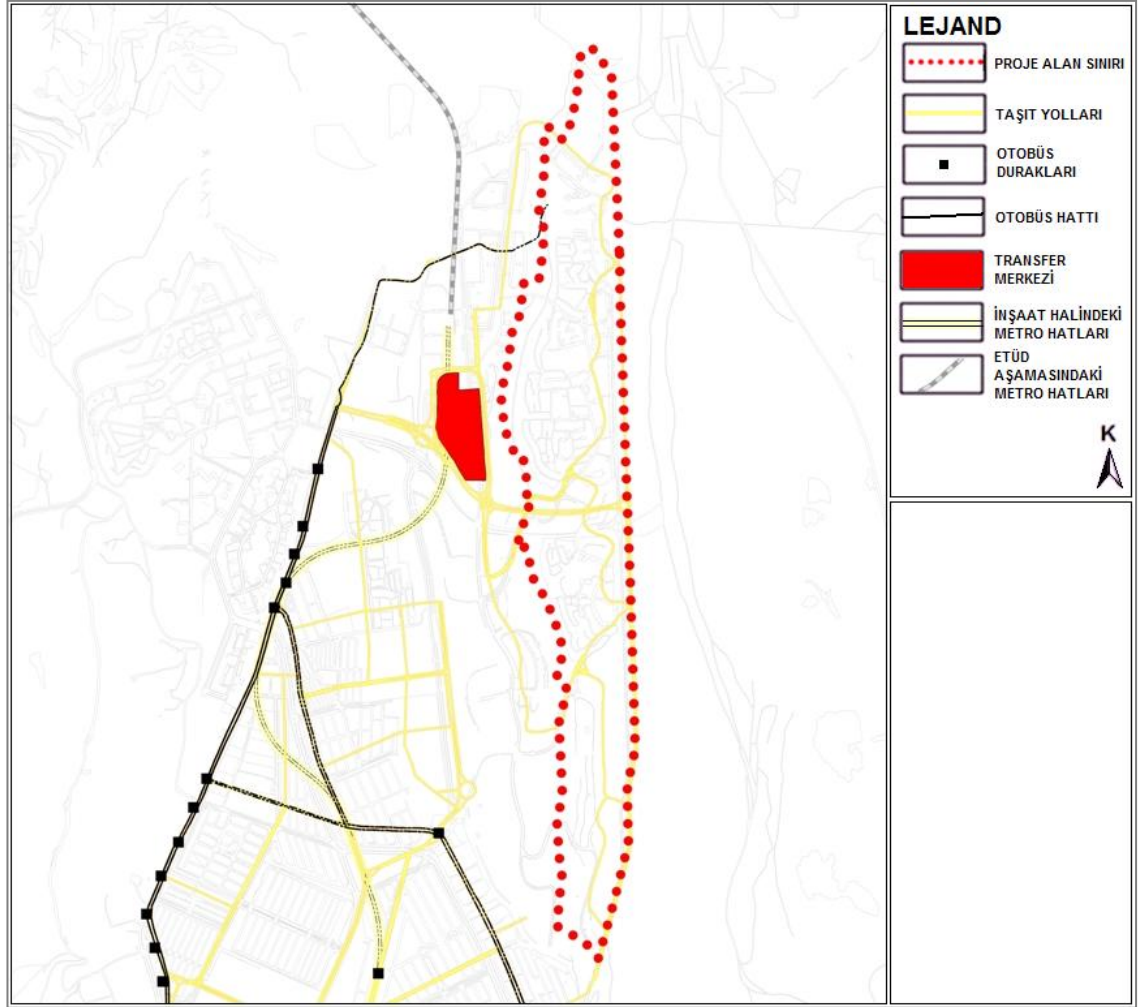 LEJAND
PROJE ALAN SINIRI
TAŞIT YOLLARI
OTOBÜS
DURAKLARI
OTOBÜS HATTI
TRANSFER
MERKEZİ
İNŞAAT HALİNDEKİ
METRO HATLARI
ETÜD
AŞAMASINDAKİ
METRO HATLARI
K